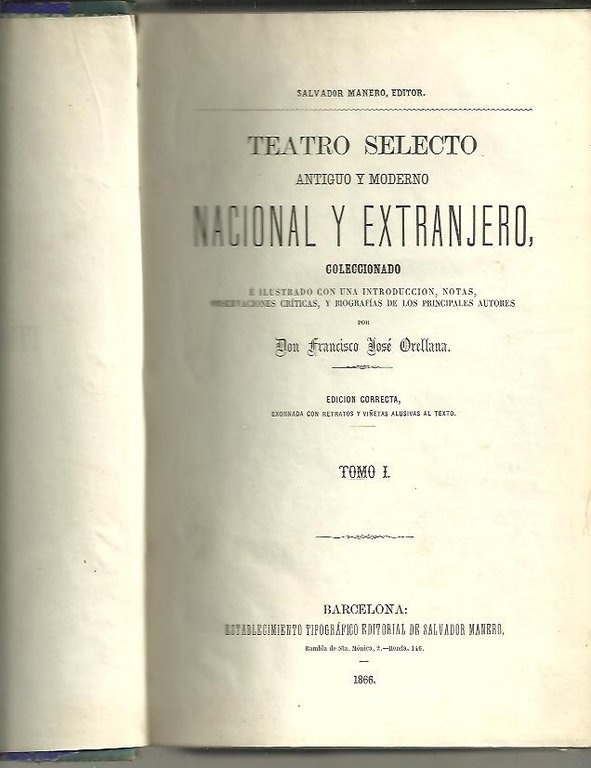 SALVADOR MANERO, EDITOR.
TEATRO SELECTO
ANTIGUO Y MODERNO
NACIONAL Y EXTRANJERO,
COLECCIONADO
É ILUSTRADO CON UNA INTRODUCCION, NOTAS,
OBSERVACIONES CRÍTICAS, Y BIOGRAFÍAS DE LOS PRINCIPALES AUTORES
POR
Don Francisco José Orellana.
EDICION CORRECTA,
EXORNADA CON RETRATOS Y VIÑETAS ALUSIVAS AL TEXTO.
TOMO I.
BARCELONA:
ESTABLECIMIENTO TIPOGRÁFICO EDITORIAL DE SALVADOR MANERO,
Rambla de Sta. Mónica, 2.—Ronda, 146.
1866.